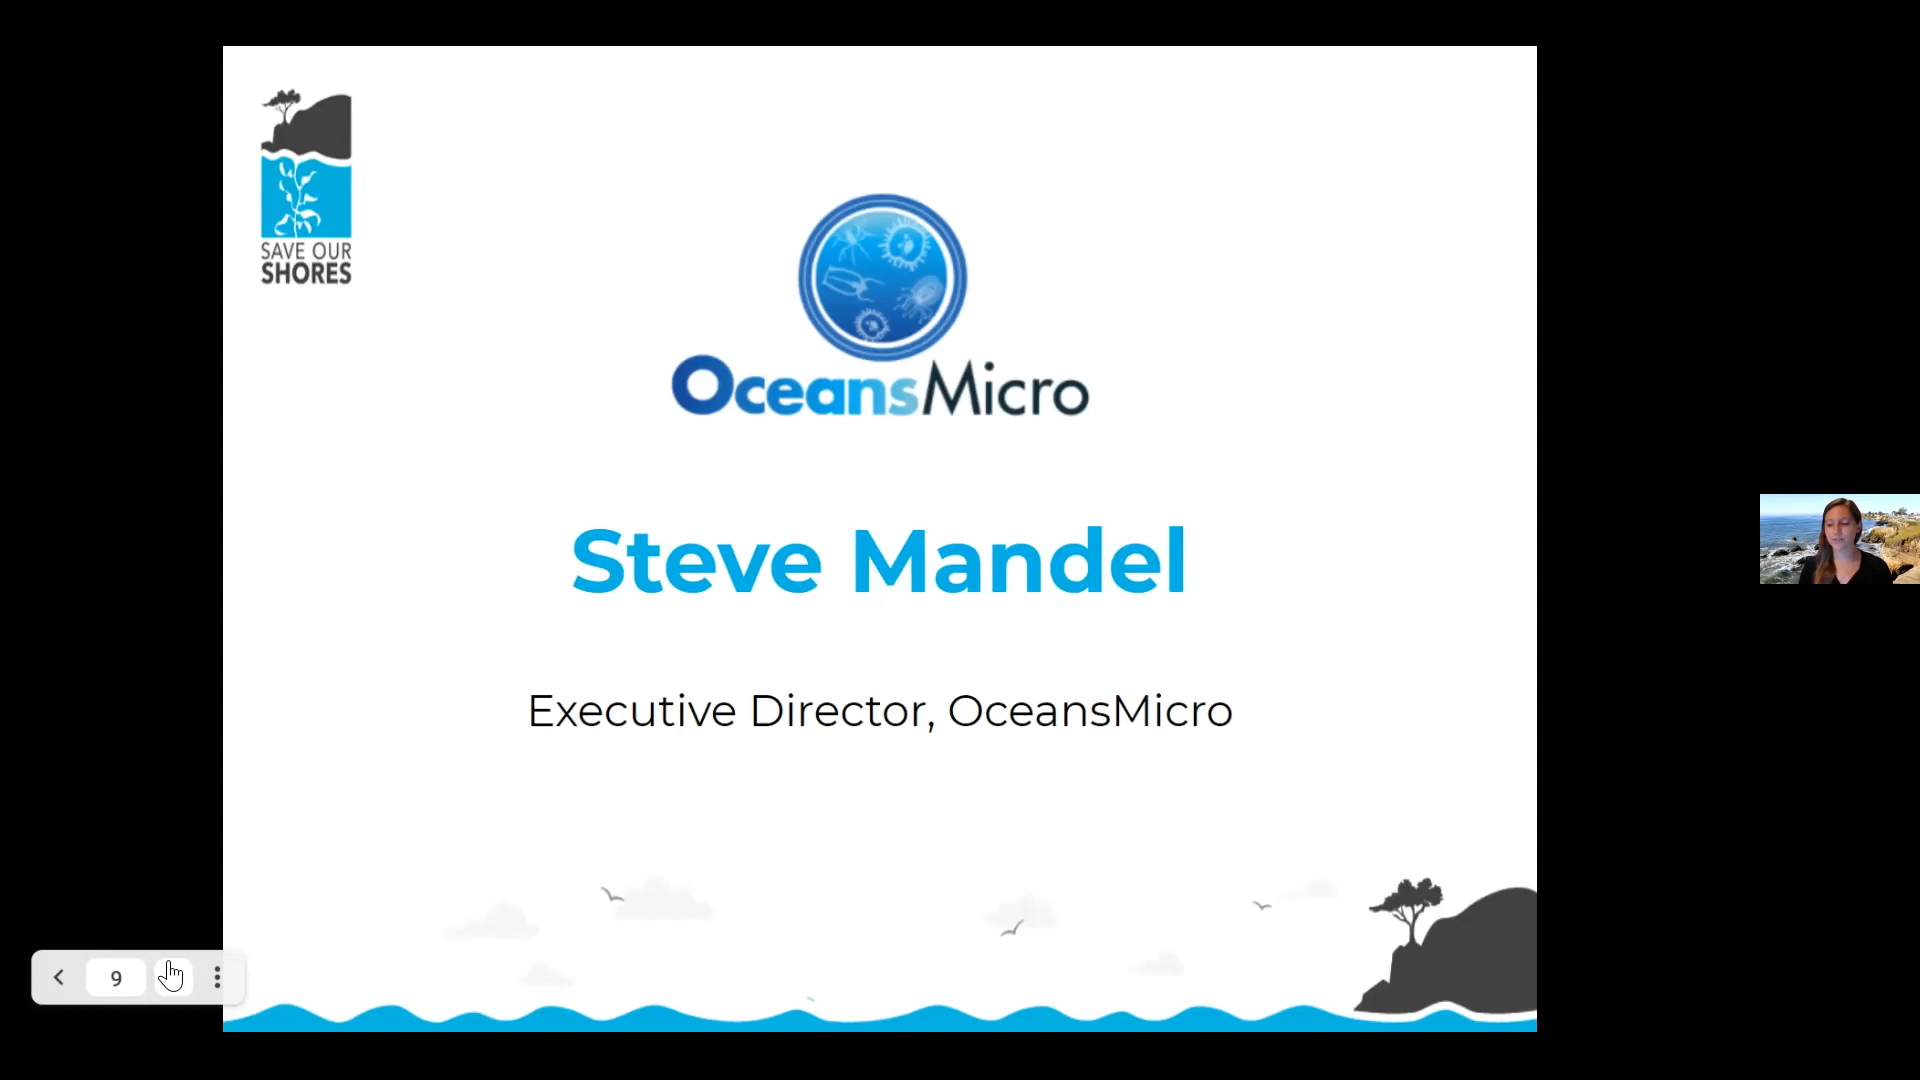 SAVE OUR
SHORES
OceansMicro
Steve Mandel
Executive Director, OceansMicro
9